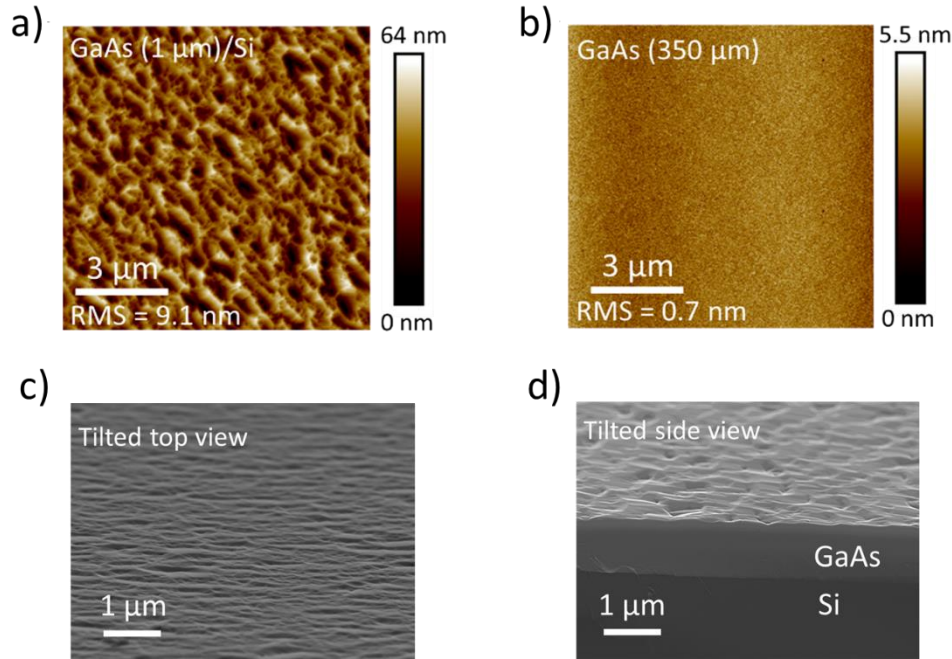 a)
GaAs (1 μm)/Si
64 nm
3 μm
RMS = 9.1 nm
0 nm
b)
GaAs (350 μm)
5.5 nm
3 μm
RMS = 0.7 nm
0 nm
c)
Tilted top view
1 μm
d)
Tilted side view
GaAs
Si
1 μm